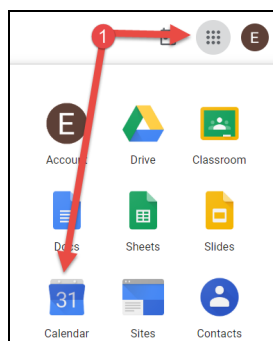 1
E
E
Account
Drive
Classroom
Docs
Sheets
Slides
31
Calendar
Sites
Contacts